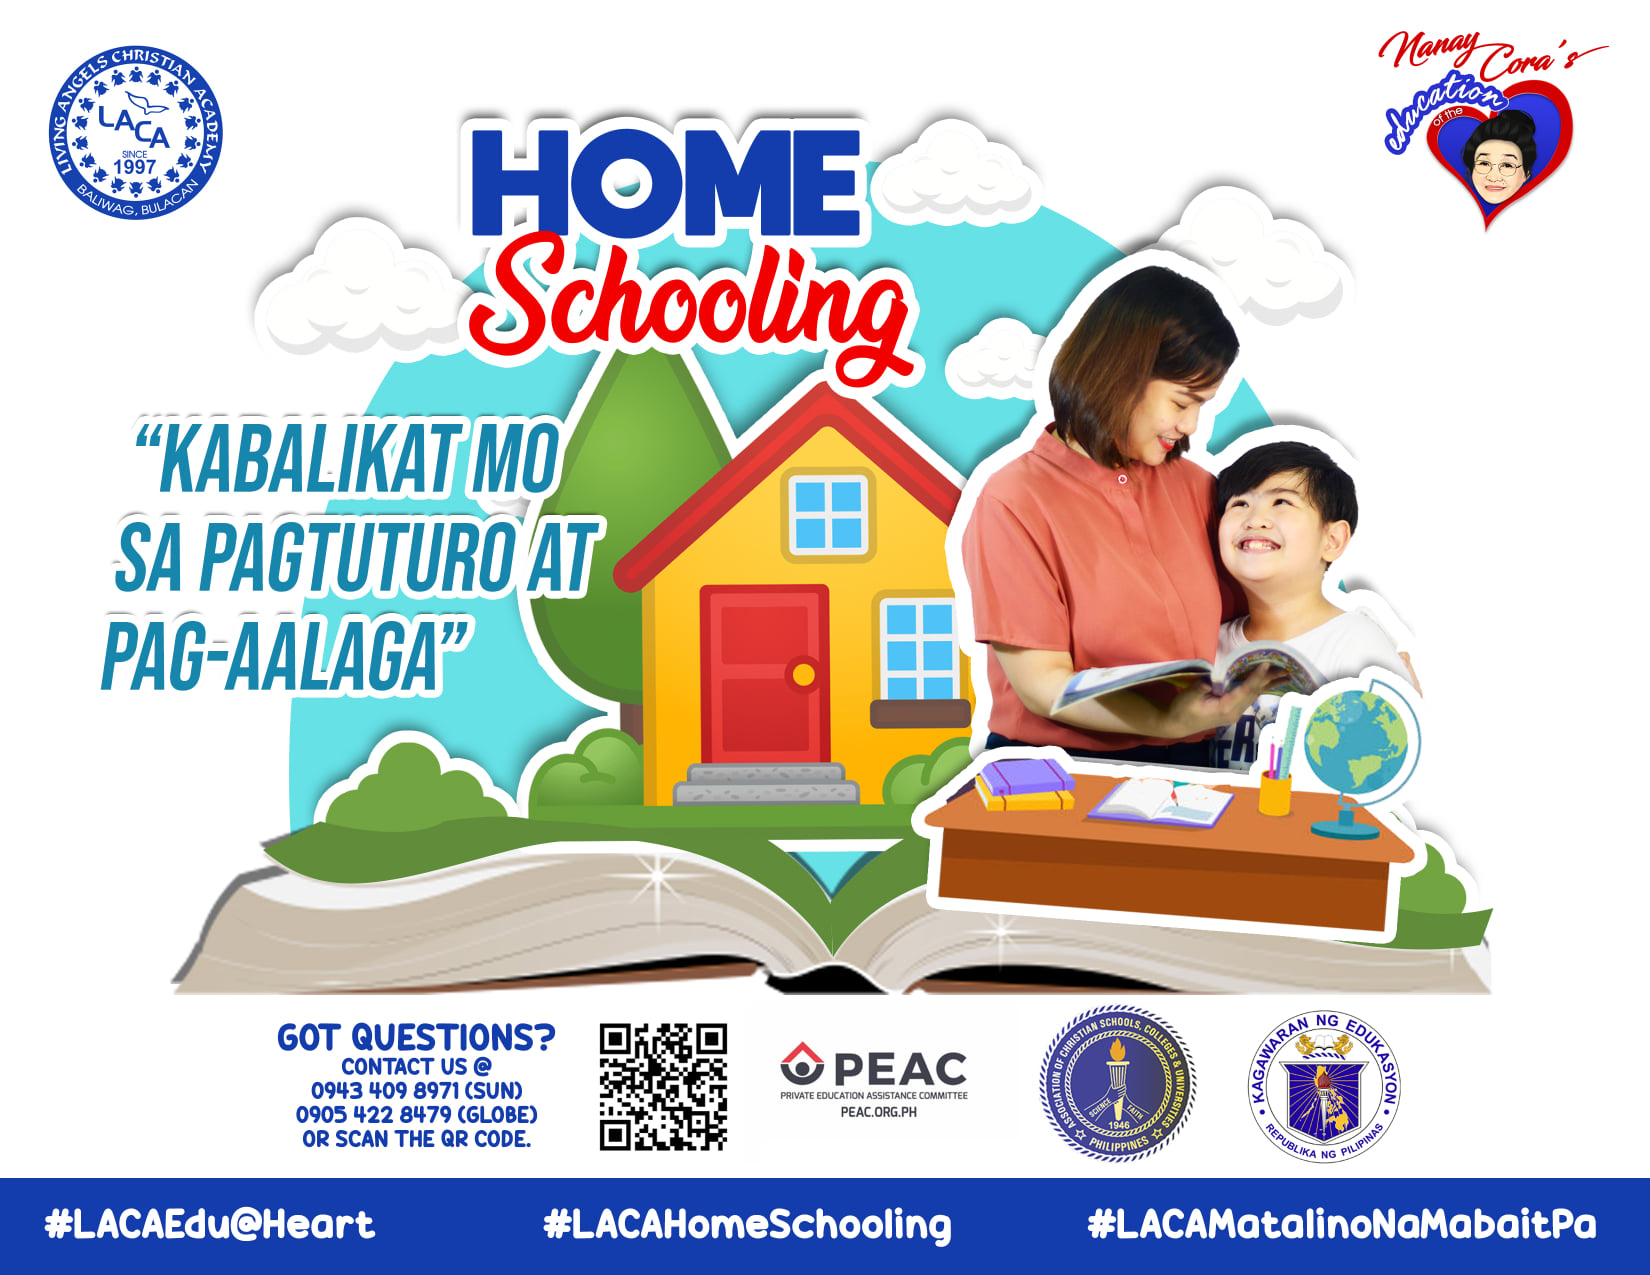 LIVING ANGELS CHRISTIAN ACADEMY
LACA
SINCE
1997
BALIWAG, BULACAN
Nanay Cora's
education
of the
HOME
Schooling
“KABALIKAT MO
SA PAGTUTURO AT
PAG-AALAGA”
GOT QUESTIONS?
CONTACT US @
0943 409 8971 (SUN)
0905 422 8479 (GLOBE)
OR SCAN THE QR CODE.
PEAC
PRIVATE EDUCATION ASSISTANCE COMMITTEE
PEAC.ORG.PH
ASSOCIATION OF CHRISTIAN SCHOOLS, COLLEGES & UNIVERSITIES
SCIENCE FAITH
1946
PHILIPPINES
KAGAWARAN NG EDUKASYON
REPUBLIKA NG PILIPINAS
#LACAEdu@Heart
#LACAHomeSchooling
#LACAMatalinoNaMabaitPa